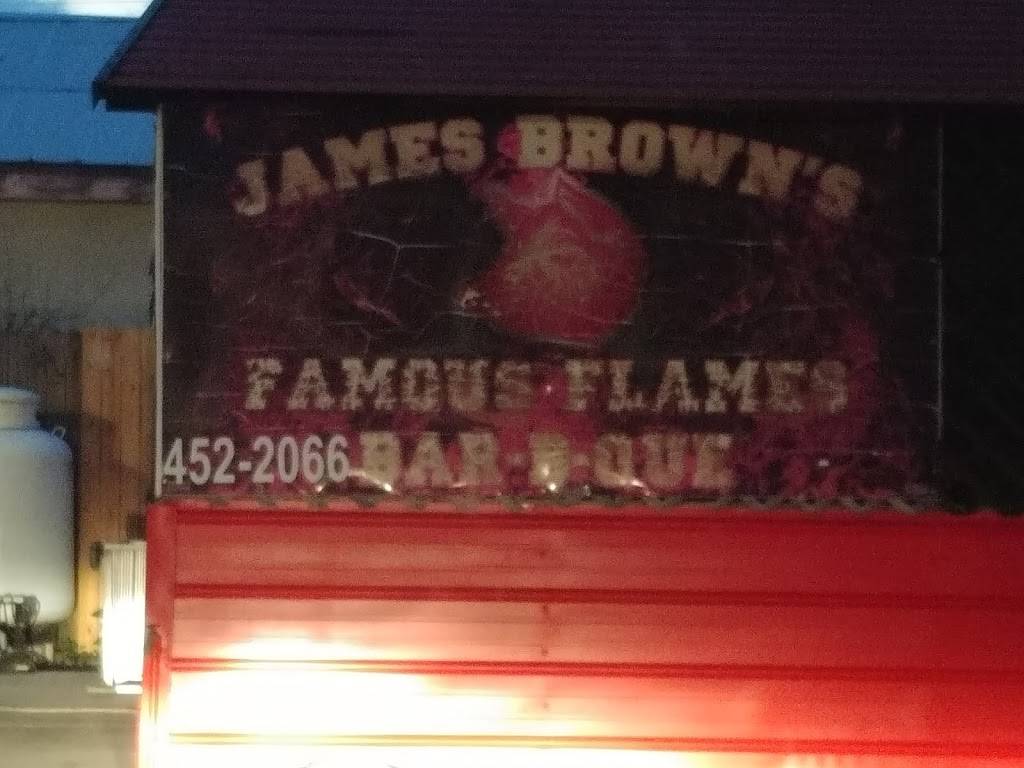 JAMES BROWN'S
FAMOUS FLAMES
BAR-B-QUE
452-2066